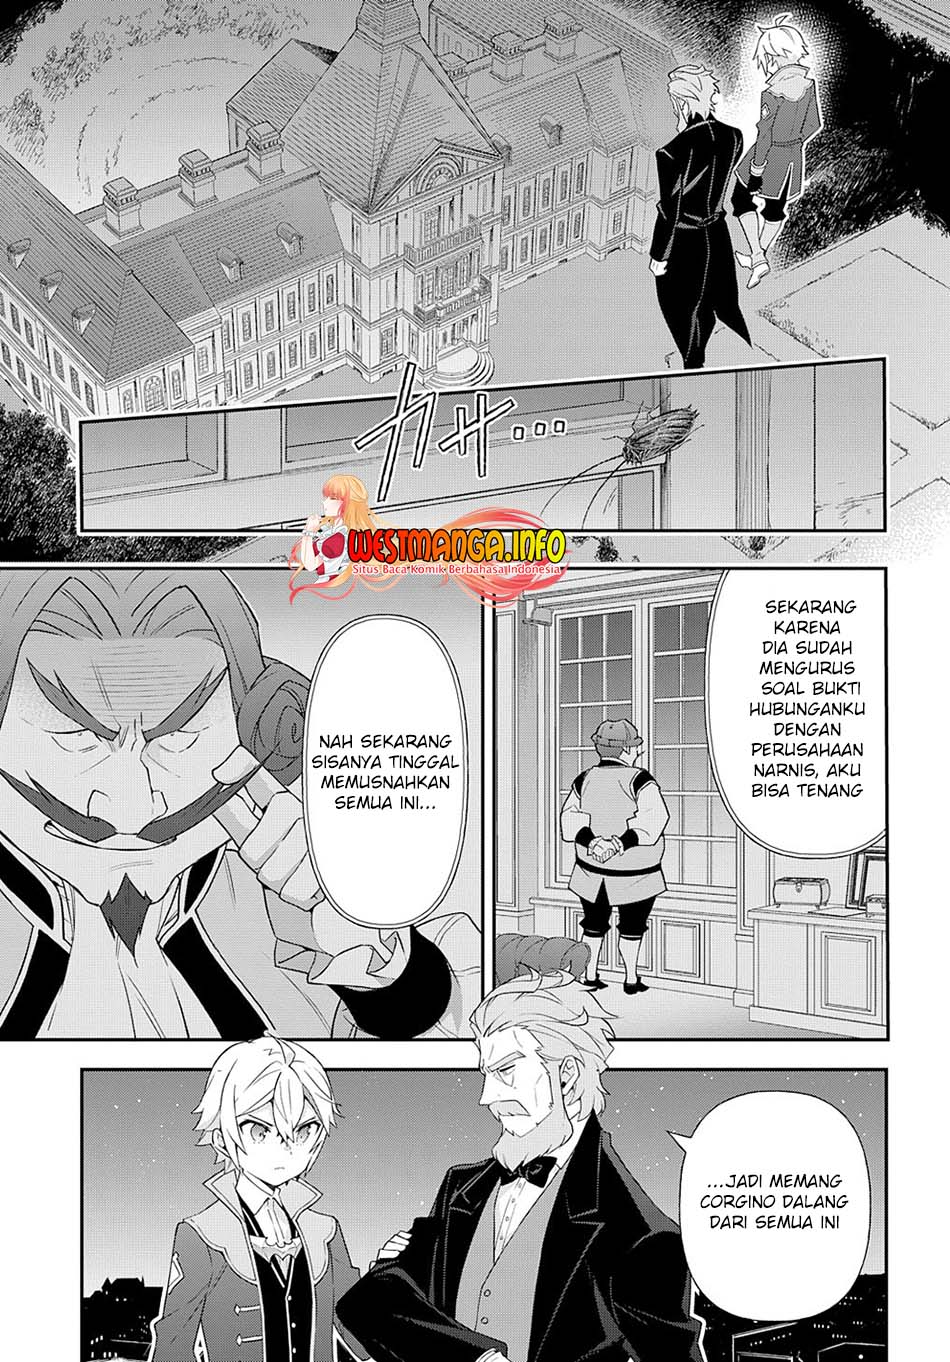 カサ...
WESTMANGA.INFO
Situs Baca Komik Berbahasa Indonesia
SEKARANG
KARENA
DIA SUDAH
MENGURUS
SOAL BUKTI
HUBUNGANKU
DENGAN
PERUSAHAAN
NARNIS, AKU
BISA TENANG
NAH SEKARANG
SISANYA TINGGAL
MEMUSNAHKAN
SEMUA INI...
...JADI MEMANG
CORGINO DALANG
DARI SEMUA INI